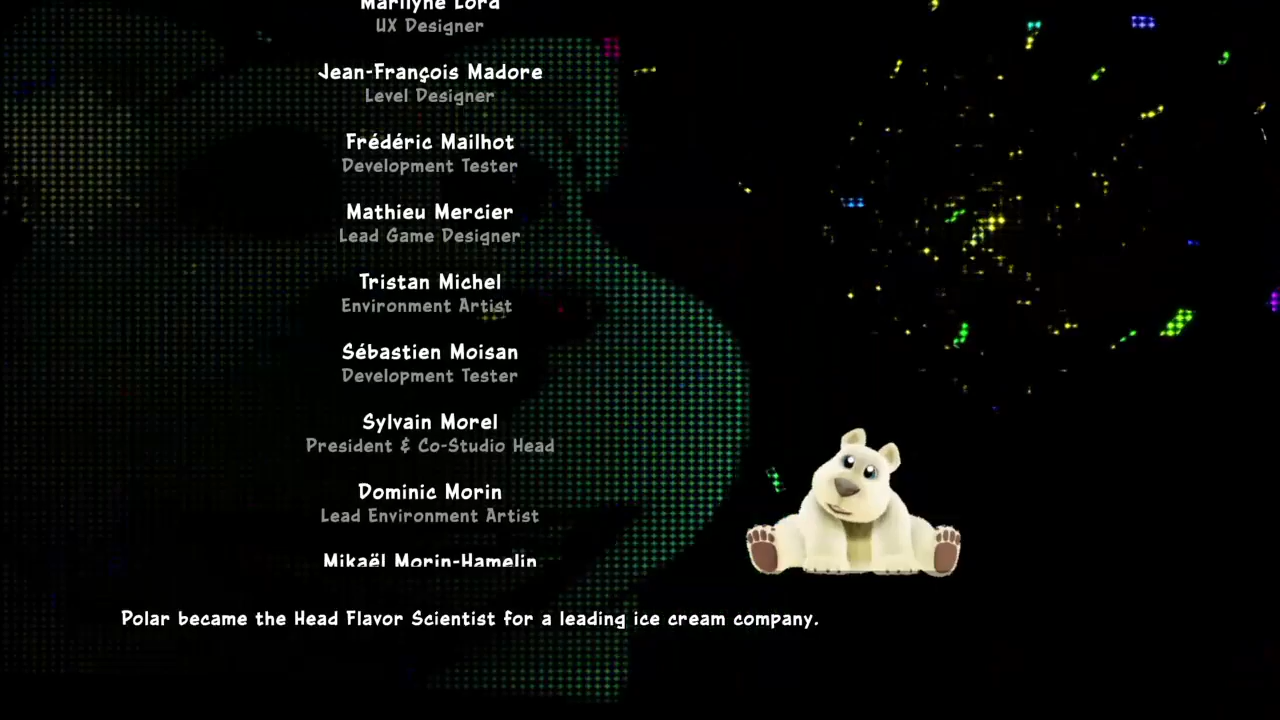 Marilyne Lord
UX Designer
Jean-François Madore
Level Designer
Frédéric Mailhot
Development Tester
Mathieu Mercier
Lead Game Designer
Tristan Michel
Environment Artist
Sébastien Moisan
Development Tester
Sylvain Morel
President & Co-Studio Head
Dominic Morin
Lead Environment Artist
Mikaël Morin-Hamelin
Polar became the Head Flavor Scientist for a leading ice cream company.